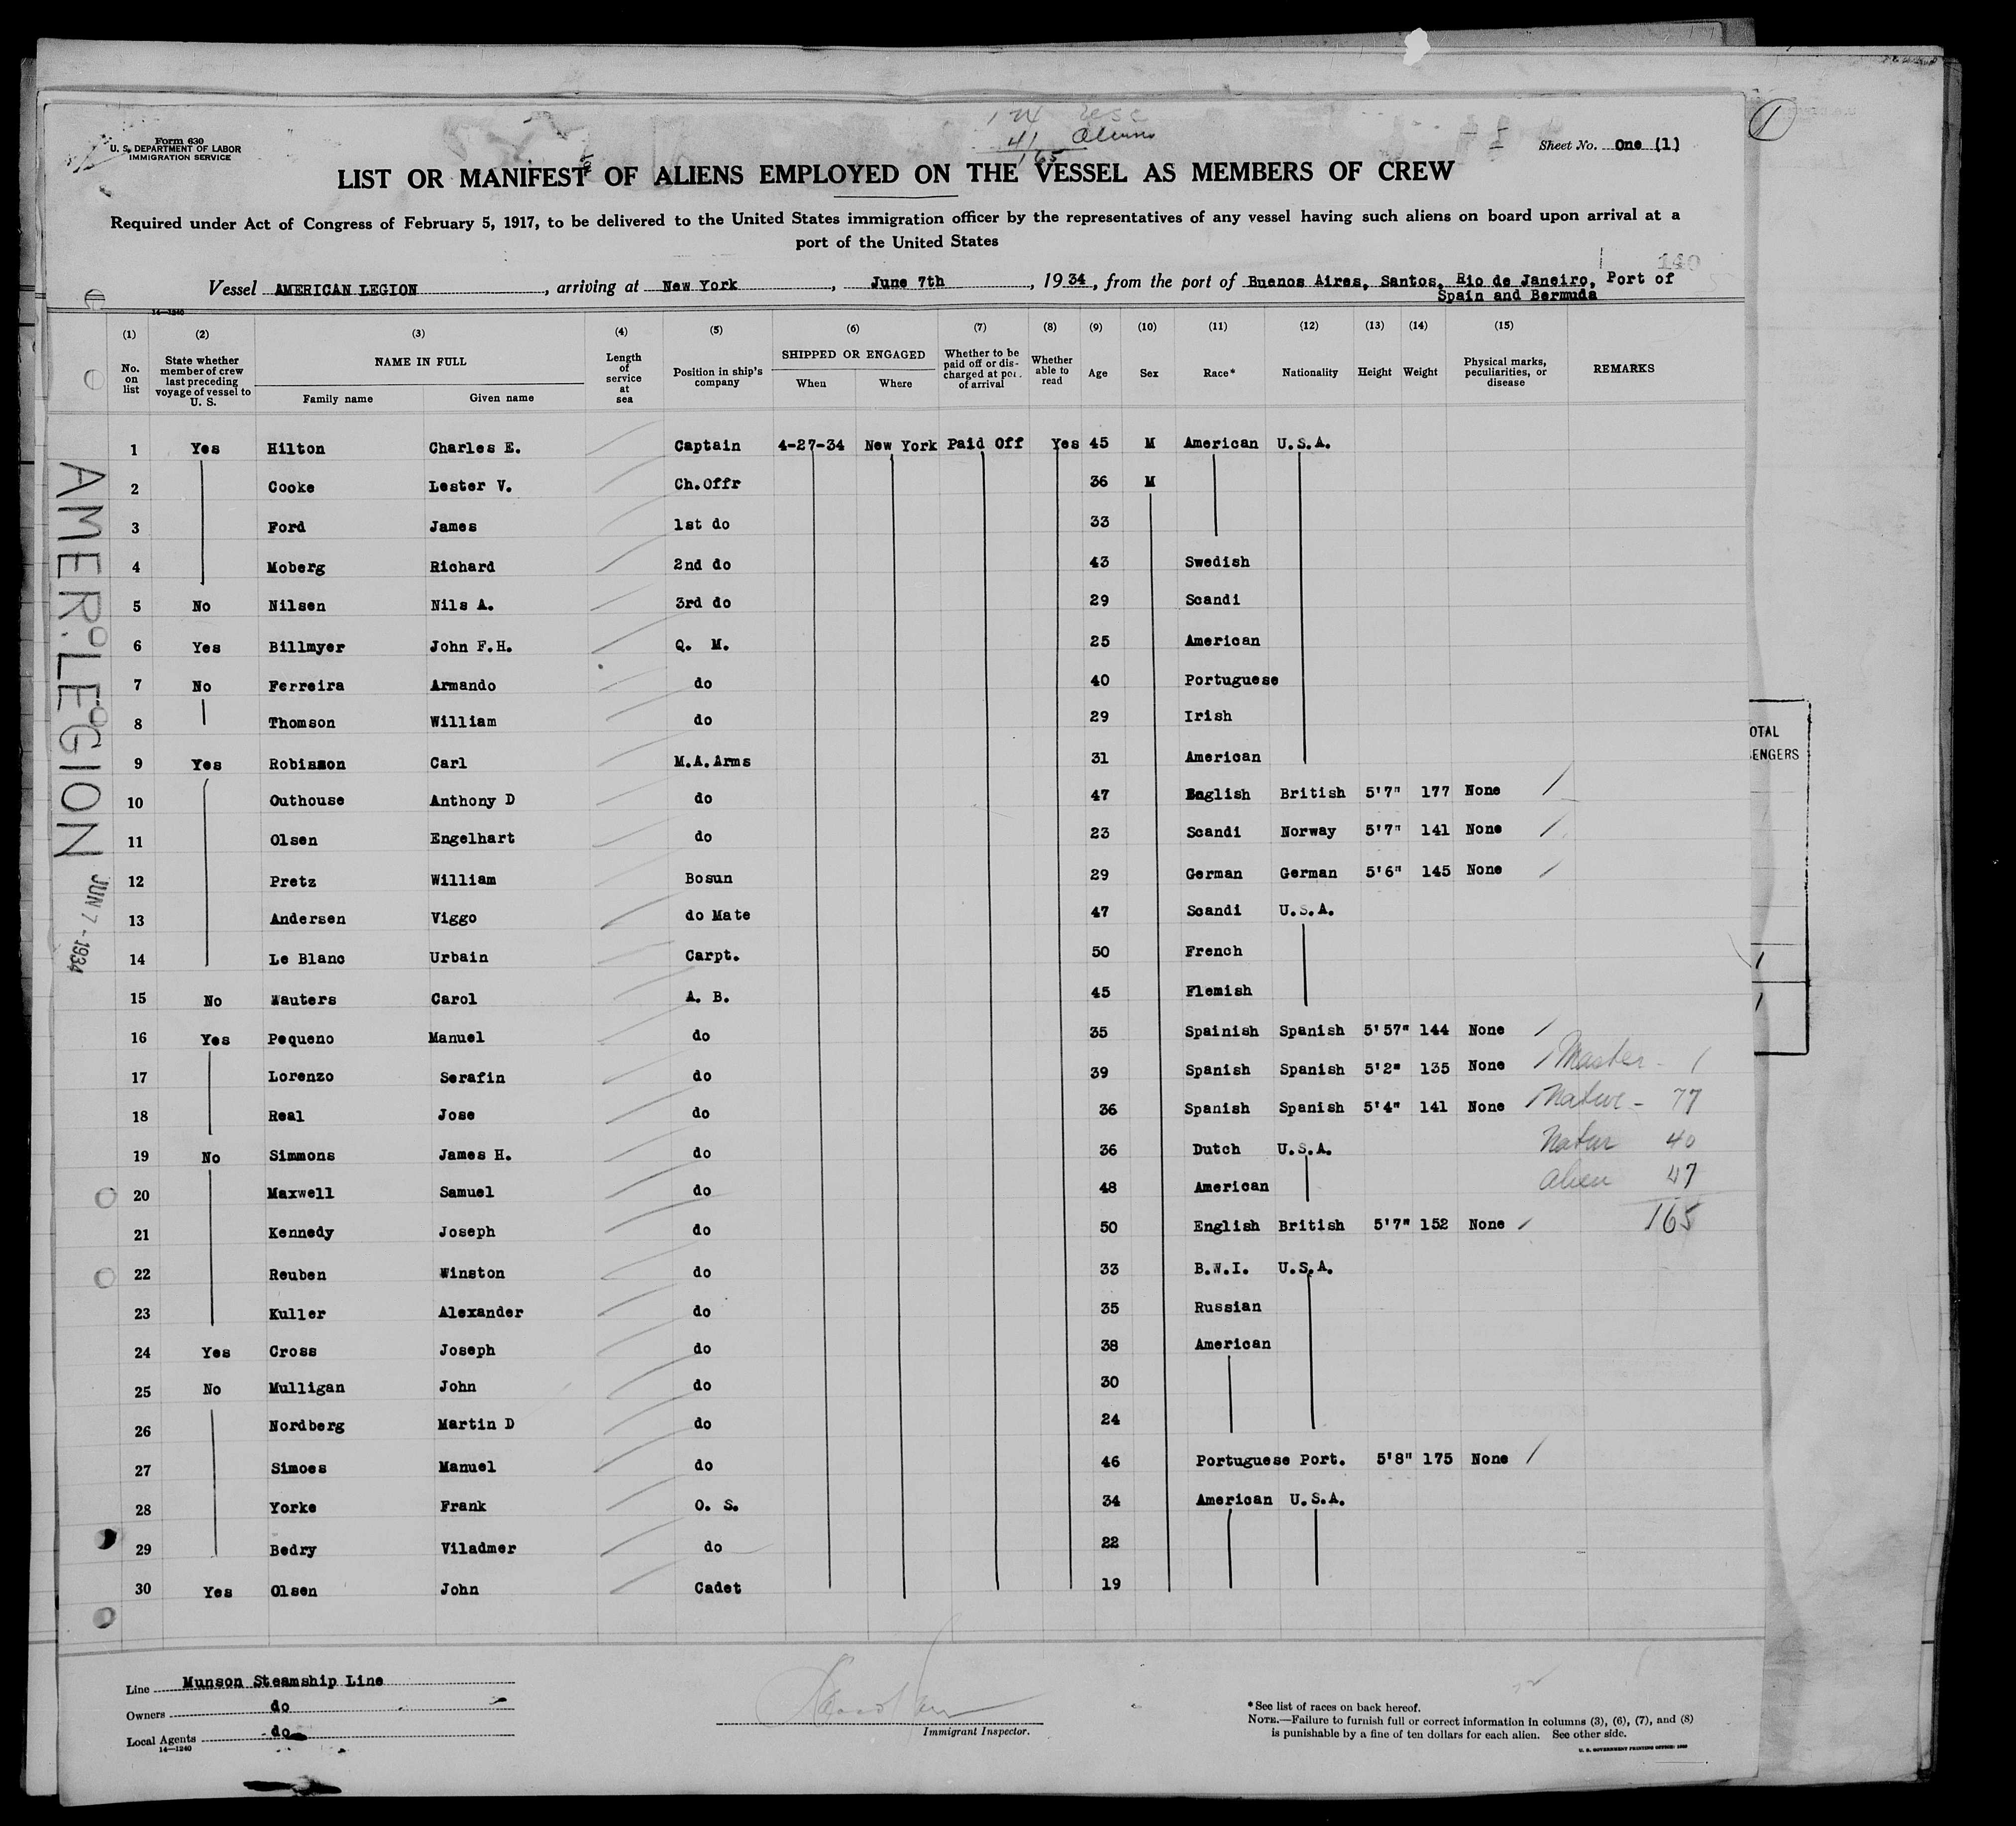 Form 630
U. S. DEPARTMENT OF LABOR
IMMIGRATION SERVICE
41 Aliens
165
Sheet No. One (1)
1
LIST OR MANIFEST OF ALIENS EMPLOYED ON THE VESSEL AS MEMBERS OF CREW
Required under Act of Congress of February 5, 1917, to be delivered to the United States immigration officer by the representatives of any vessel having such aliens on board upon arrival at a
port of the United States
140
Vessel AMERICAN LEGION, arriving at New York, June 7th, 1934, from the port of Buenos Aires, Santos, Rio de Janeiro, Port of
Spain and Bermuda
14—1240
(1) (2) (3) (4) (5) (6) (7) (8) (9) (10) (11) (12) (13) (14) (15)
No. on list
State whether member of crew last preceding voyage of vessel to U. S.
NAME IN FULL
Family name
Given name
Length of service at sea
Position in ship's company
SHIPPED OR ENGAGED
When
Where
Whether to be paid off or discharged at port of arrival
Whether able to read
Age
Sex
Race*
Nationality
Height
Weight
Physical marks, peculiarities, or disease
REMARKS
1 Yes Hilton Charles E. Captain 4-27-34 New York Paid Off Yes 45 M American U.S.A.
2 Cooke Lester V. Ch.Offr 36 M
3 Ford James 1st do 33
4 Moberg Richard 2nd do 43 Swedish
5 No Nilsen Nils A. 3rd do 29 Scandi
6 Yes Billmyer John F.H. Q. M. 25 American
7 No Ferreira Armando do 40 Portuguese
8 Thomson William do 29 Irish
9 Yes Robinson Carl M.A.Arms 31 American
10 Outhouse Anthony D do 47 English British 5'7" 177 None
11 Olsen Engelhart do 23 Scandi Norway 5'7" 141 None
12 Pretz William Bosun 29 German German 5'6" 145 None
13 Andersen Viggo do Mate 47 Scandi U.S.A.
14 Le Blanc Urbain Carpt. 50 French
15 No Wauters Carol A. B. 45 Flemish
16 Yes Pequeno Manuel do 35 Spainish Spanish 5'57" 144 None
17 Lorenzo Serafin do 39 Spanish Spanish 5'2" 135 None Master - 1
18 Real Jose do 36 Spanish Spanish 5'4" 141 None Native - 77
19 No Simmons James H. do 36 Dutch U.S.A. Natur 40
20 Maxwell Samuel do 48 American Alien 47
21 Kennedy Joseph do 50 English British 5'7" 152 None 165
22 Reuben Winston do 33 B.W.I. U.S.A.
23 Kuller Alexander do 35 Russian
24 Yes Cross Joseph do 38 American
25 No Mulligan John do 30
26 Nordberg Martin D do 24
27 Simoes Manuel do 46 Portuguese Port. 5'8" 175 None
28 Yorke Frank O. S. 34 American U.S.A.
29 Bedry Viladmer do 22
30 Yes Olsen John Cadet 19
AMER. LEGION
JUN 7 - 1934
OTAL
ENGERS
Line Munson Steamship Line
Owners do
Local Agents do
14—1240
Immigrant Inspector.
*See list of races on back hereof.
NOTE.—Failure to furnish full or correct information in columns (3), (6), (7), and (8)
is punishable by a fine of ten dollars for each alien. See other side.
U. S. GOVERNMENT PRINTING OFFICE